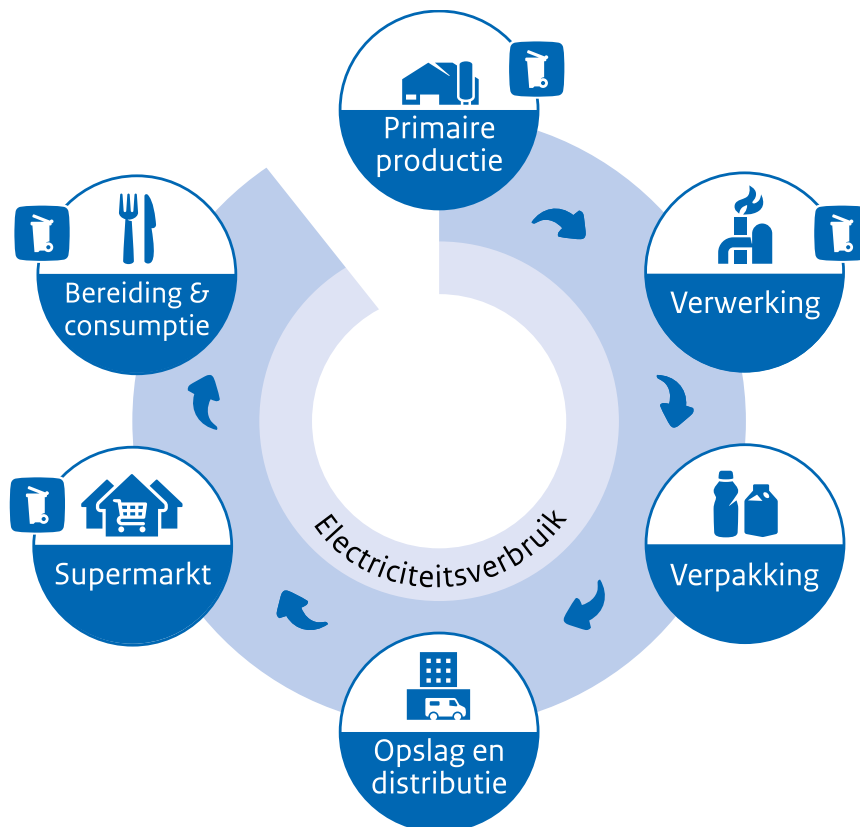 Primaire
productie
Verwerking
Verpakking
Opslag en
distributie
Supermarkt
Bereiding &
consumptie
Electriciteitsverbruik